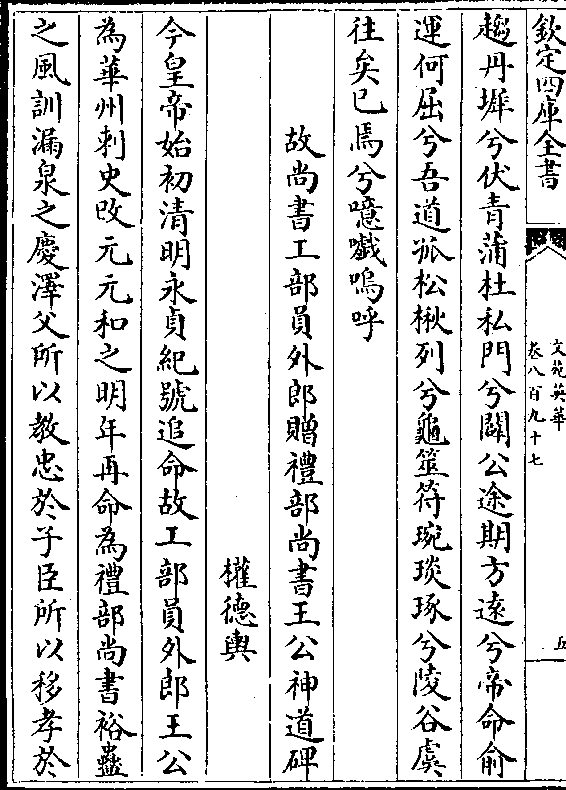 欽定四庫全書
文苑英華
卷八百九十七
五
趨丹墀兮伏青蒲杜私門兮闢公途期方遠兮帝命俞
運何屈兮吾道孤松楸列兮龜筮符琬琰琢兮陵谷虞
往矣已焉兮噫嚱嗚呼
故尚書工部員外郎贈禮部尚書王公神道碑
權德輿
今皇帝始初清明永貞紀號追命故工部員外郎王公
為華州刺史改元元和之明年再命為禮部尚書裕蠱
之風訓漏泉之慶澤父所以教忠於子臣所以移孝於